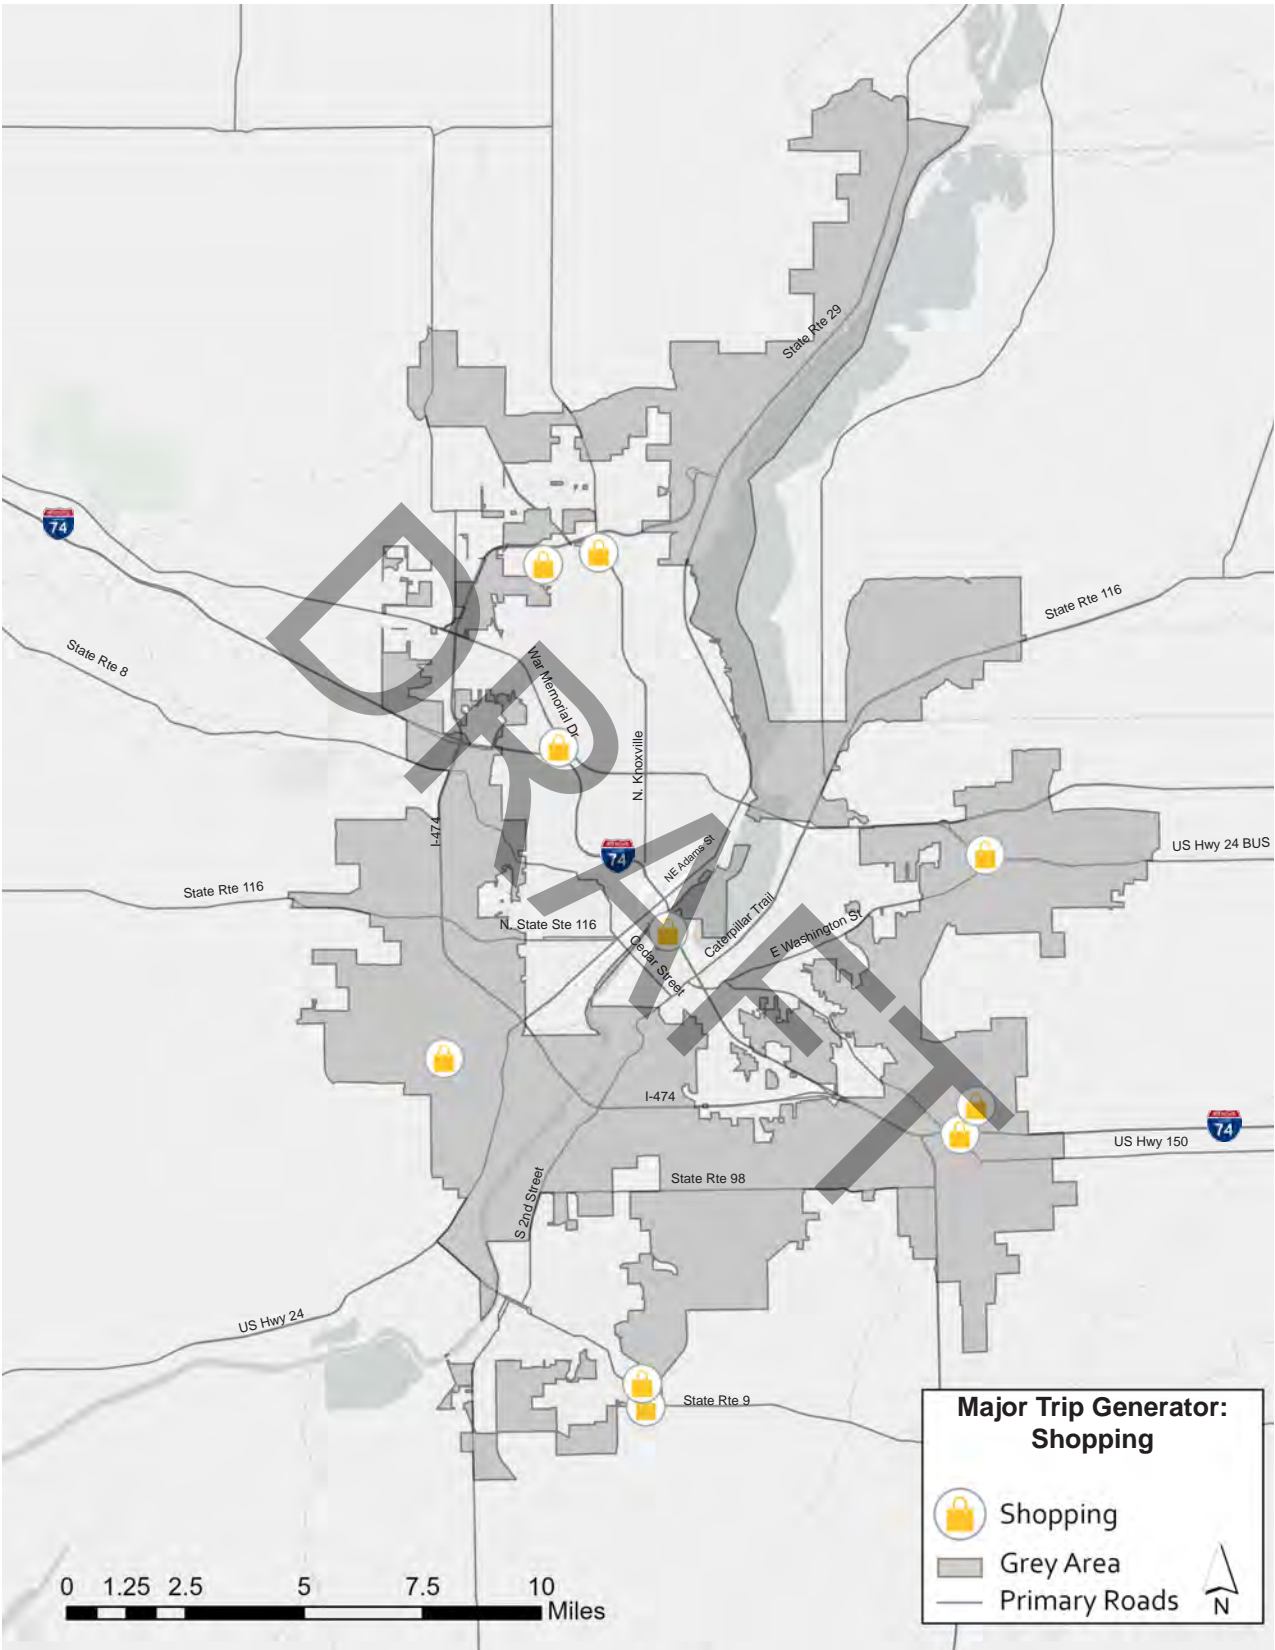 State Rte 29
74
State Rte 116
State Rte 8
War Memorial Dr
N. Knoxville
I-474
74
NE Adams St
US Hwy 24 BUS
State Rte 116
N. State Ste 116
Cedar Street
Caterpillar Trail
E Washington St
DRAFT
I-474
74
US Hwy 150
State Rte 98
S 2nd Street
US Hwy 24
State Rte 9
Major Trip Generator:
Shopping
Shopping
Grey Area
Primary Roads
N
0 1.25 2.5 5 7.5 10
Miles